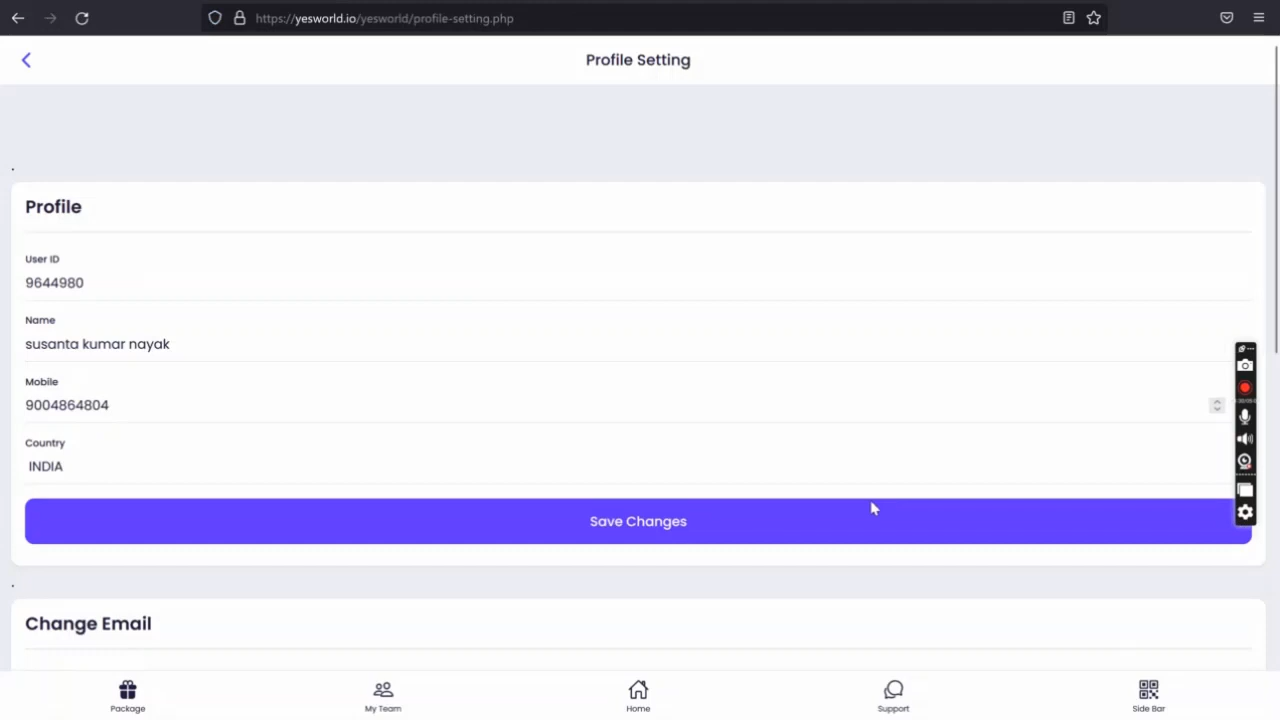 https://yesworld.io/yesworld/profile-setting.php
Profile Setting
.
Profile
User ID
9644980
Name
susanta kumar nayak
Mobile
9004864804
Country
INDIA
Save Changes
.
Change Email
Package
My Team
Home
Support
Side Bar